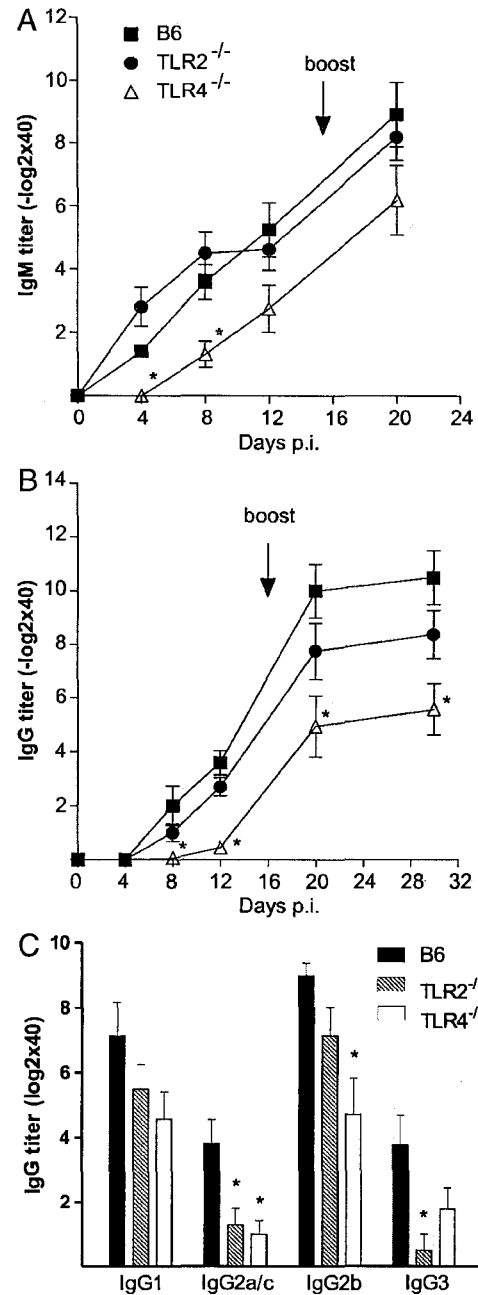 A
12
10
8
6
4
2
IgM titer (-log2x40)
B6
TLR2 -/-
TLR4 -/-
boost
*
*
0 4 8 12 16 20 24
Days p.i.
B
14
12
10
8
6
4
2
IgG titer (-log2x40)
boost
*
*
*
*
0 4 8 12 16 20 24 28 32
Days p.i.
C
10
8
6
4
2
IgG titer (log2x40)
B6
TLR2-/
TLR4-/
*
*
*
*
IgG1 IgG2a/c IgG2b IgG3